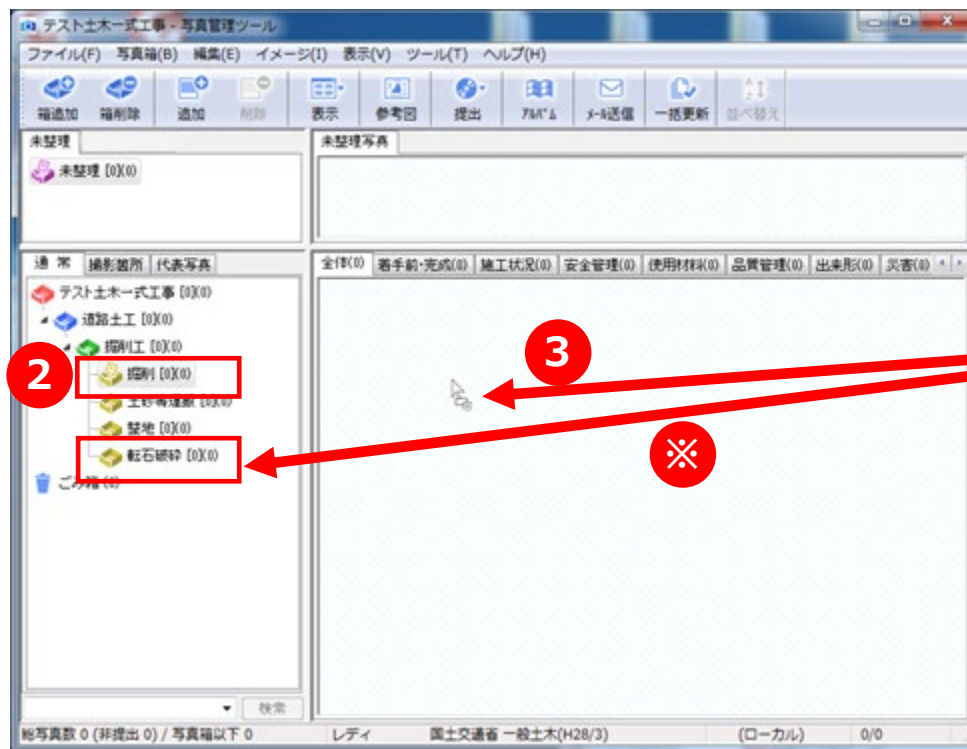 テスト土木一式工事 - 写真管理ツール
ファイル(F) 写真箱(B) 編集(E) イメージ(I) 表示(V) ツール(T) ヘルプ(H)
箱追加 箱削除 追加 削除 表示 参考図 提出 ｱﾙﾊﾞﾑ ﾒｰﾙ送信 一括更新 並べ替え
未整理 未整理写真
未整理 [0](0)
通 常 撮影箇所 代表写真 全体(0) 着手前・完成(0) 施工状況(0) 安全管理(0) 使用材料(0) 品質管理(0) 出来形(0) 災害(0)
テスト土木一式工事 [0](0)
道路土工 [0](0)
掘削工 [0](0)
2 掘削 [0](0)
3
土砂等運搬 [0](0)
整地 [0](0)
転石破砕 [0](0)
※
ごみ箱 (0)
検索
総写真数 0 (非提出 0) / 写真箱以下 0 レディ 国土交通省 一般土木(H28/3) (ローカル) 0/0